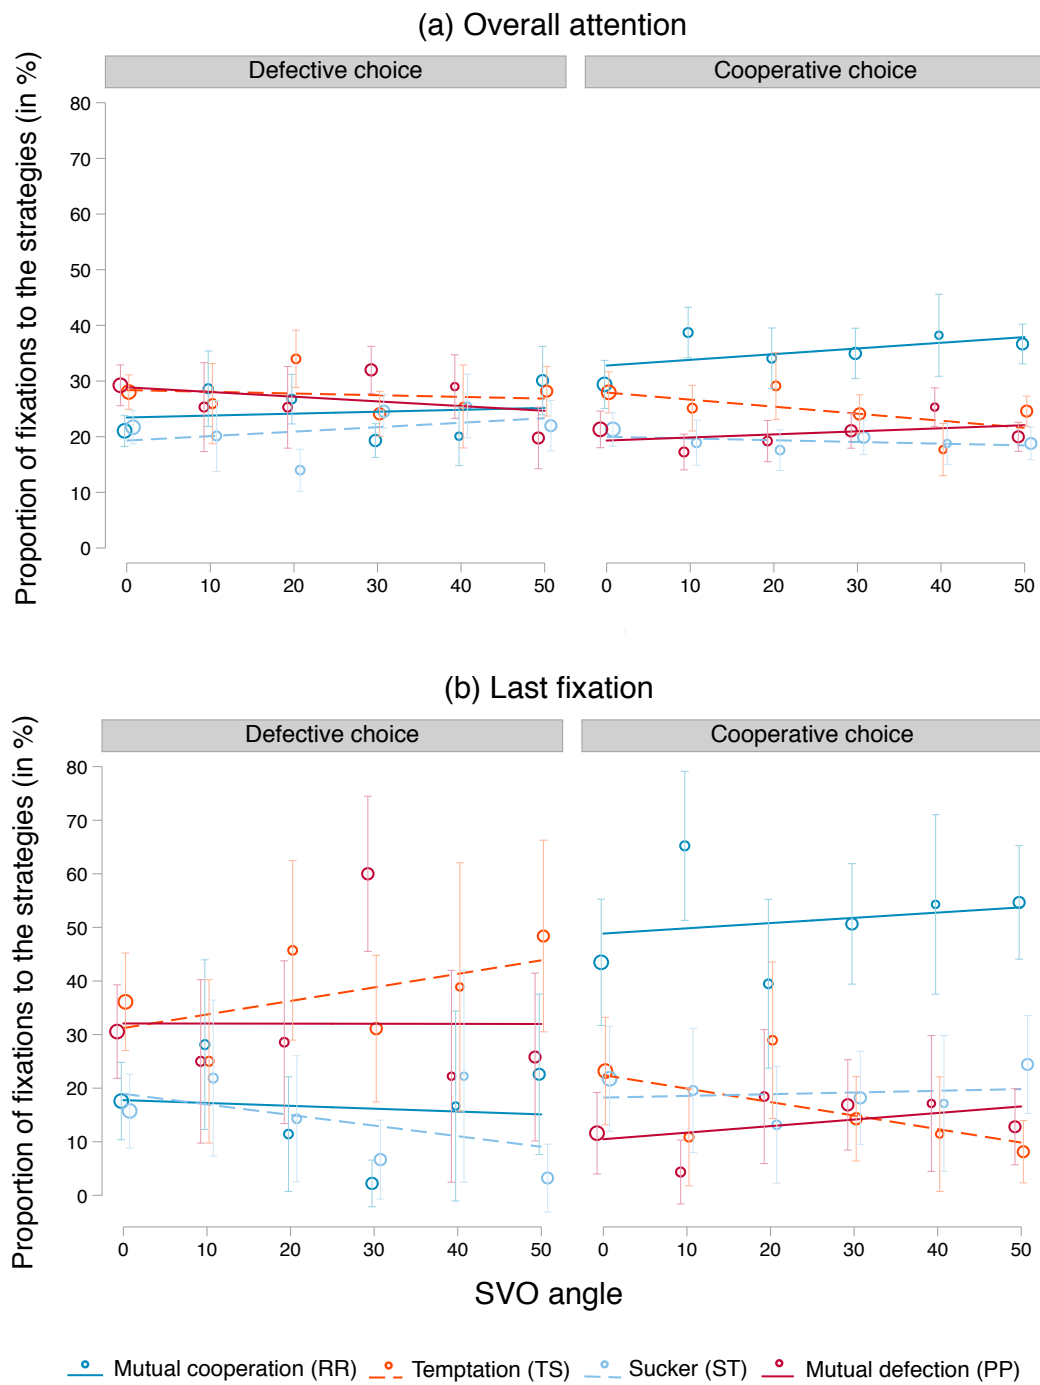 (a) Overall attention
Defective choice
Cooperative choice
Proportion of fixations to the strategies (in %)
80
70
60
50
40
30
20
10
0
0 10 20 30 40 50
0 10 20 30 40 50
(b) Last fixation
Defective choice
Cooperative choice
Proportion of fixations to the strategies (in %)
80
70
60
50
40
30
20
10
0
0 10 20 30 40 50
0 10 20 30 40 50
SVO angle
Mutual cooperation (RR) Temptation (TS) Sucker (ST) Mutual defection (PP)